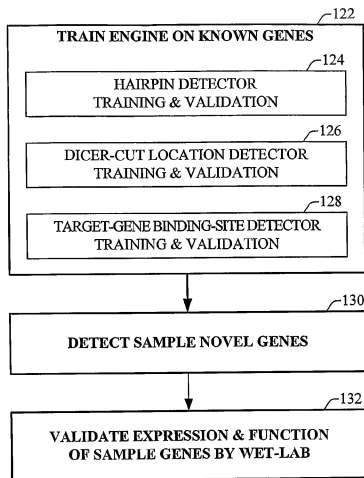 122
TRAIN ENGINE ON KNOWN GENES
124
HAIRPIN DETECTOR
TRAINING & VALIDATION
126
DICER-CUT LOCATION DETECTOR
TRAINING & VALIDATION
128
TARGET-GENE BINDING-SITE DETECTOR
TRAINING & VALIDATION
130
DETECT SAMPLE NOVEL GENES
132
VALIDATE EXPRESSION & FUNCTION
OF SAMPLE GENES BY WET-LAB